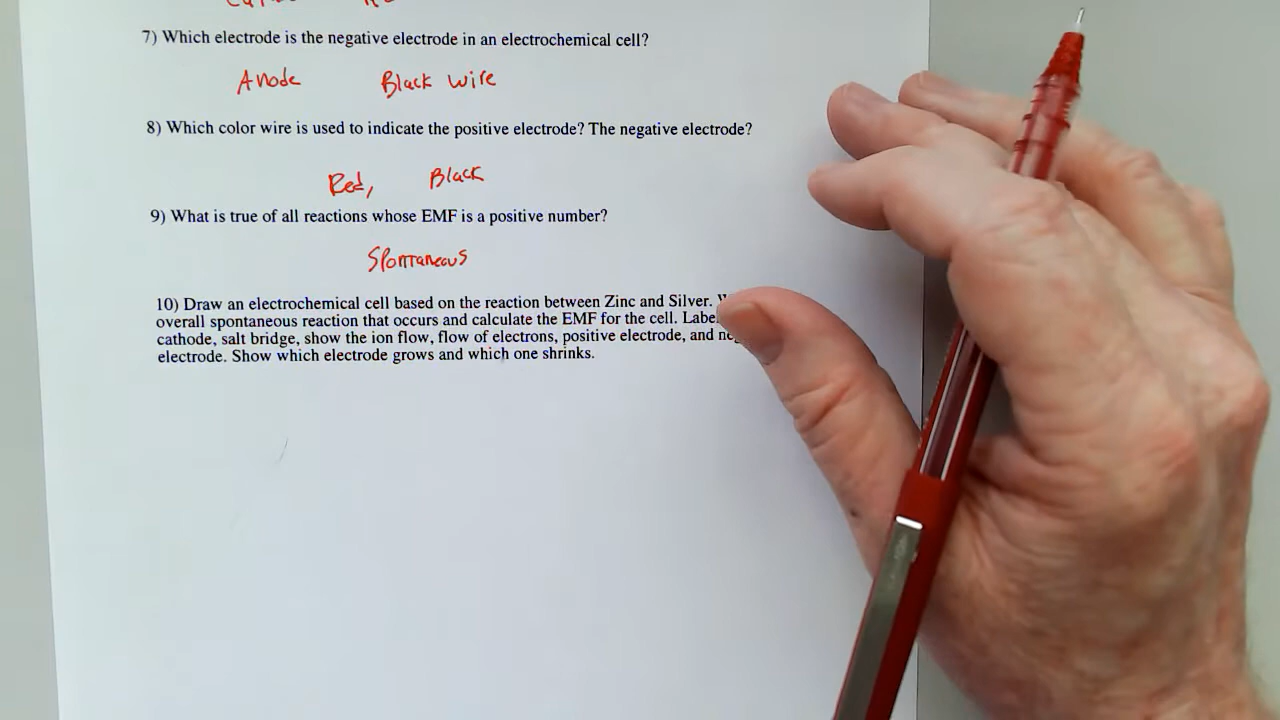 7) Which electrode is the negative electrode in an electrochemical cell?
Anode Black wire
8) Which color wire is used to indicate the positive electrode? The negative electrode?
Red, Black
9) What is true of all reactions whose EMF is a positive number?
Spontaneous
10) Draw an electrochemical cell based on the reaction between Zinc and Silver.
overall spontaneous reaction that occurs and calculate the EMF for the cell.
cathode, salt bridge, show the ion flow, flow of electrons, positive electrode, and
electrode. Show which electrode grows and which one shrinks.